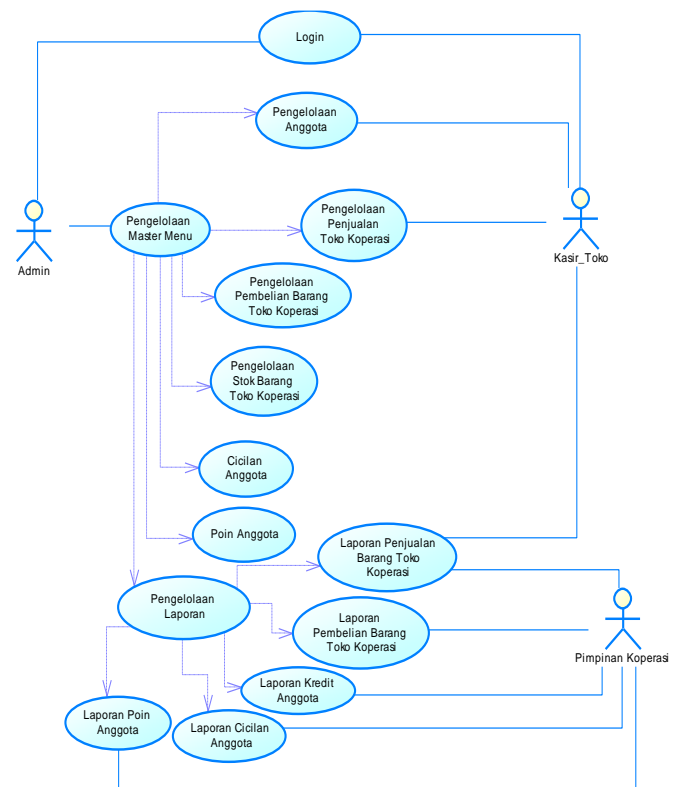 Login
Pengelolaan
Anggota
Pengelolaan
Master Menu
Pengelolaan
Penjualan
Toko Koperasi
Admin
Kasir_Toko
Pengelolaan
Pembelian Barang
Toko Koperasi
Pengelolaan
Stok Barang
Toko Koperasi
Cicilan
Anggota
Poin Anggota
Laporan Penjualan
Barang Toko
Koperasi
Pengelolaan
Laporan
Laporan
Pembelian Barang
Toko Koperasi
Pimpinan Koperasi
Laporan Kredit
Anggota
Laporan Poin
Anggota
Laporan Cicilan
Anggota